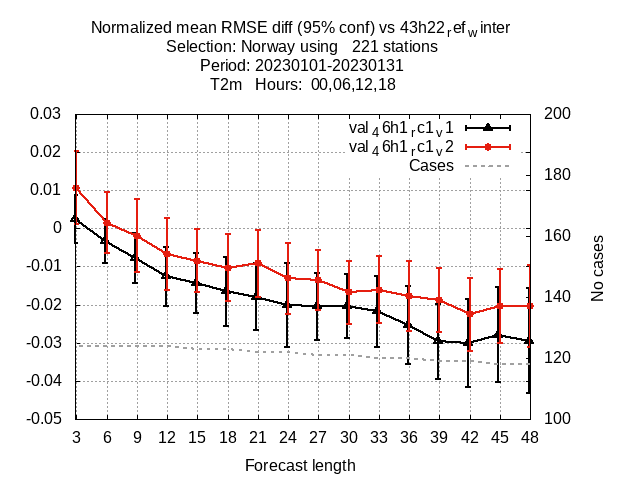 Normalized mean RMSE diff (95% conf) vs 43h22refwinter
Selection: Norway using 221 stations
Period: 20230101-20230131
T2m Hours: 00,06,12,18
0.03 200
val46h1rc1v1
val46h1rc1v2
Cases
0.02
0.01 180
0 160
-0.01
-0.02 140
No cases
-0.03 120
-0.04
-0.05 100
3 6 9 12 15 18 21 24 27 30 33 36 39 42 45 48
Forecast length